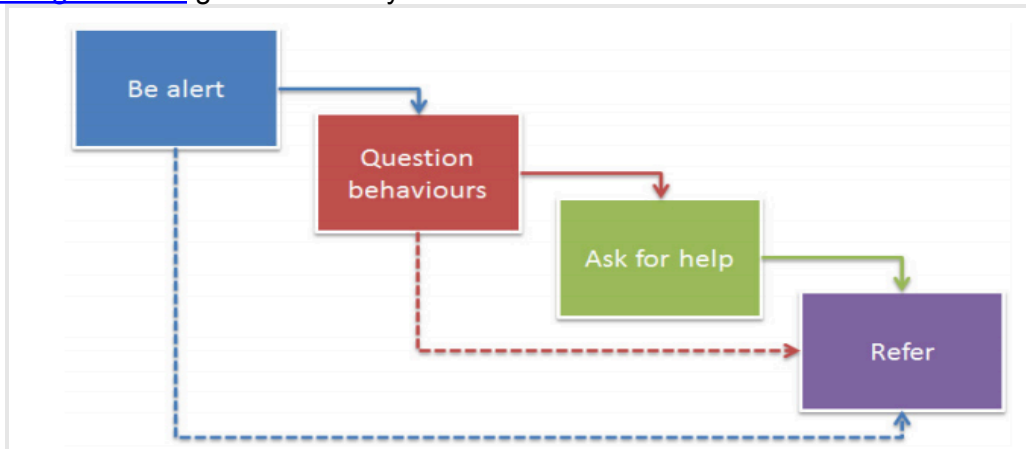 Be alert
Question
behaviours
Ask for help
Refer